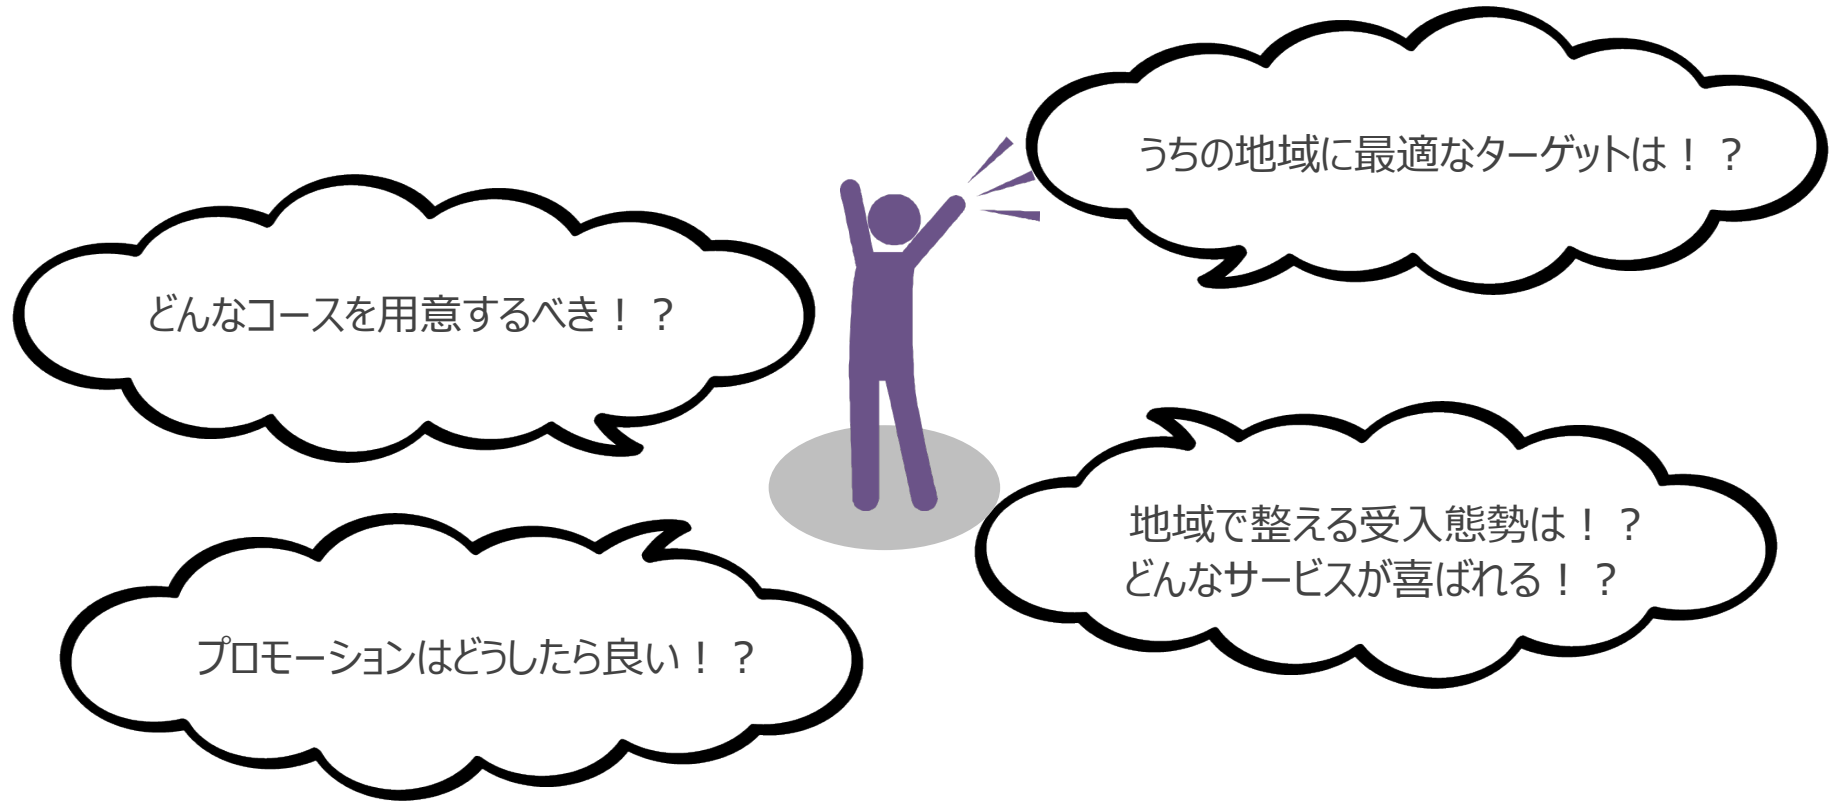 うちの地域に最適なターゲットは！？
どんなコースを用意するべき！？
地域で整える受入態勢は！？
どんなサービスが喜ばれる！？
プロモーションはどうしたら良い！？